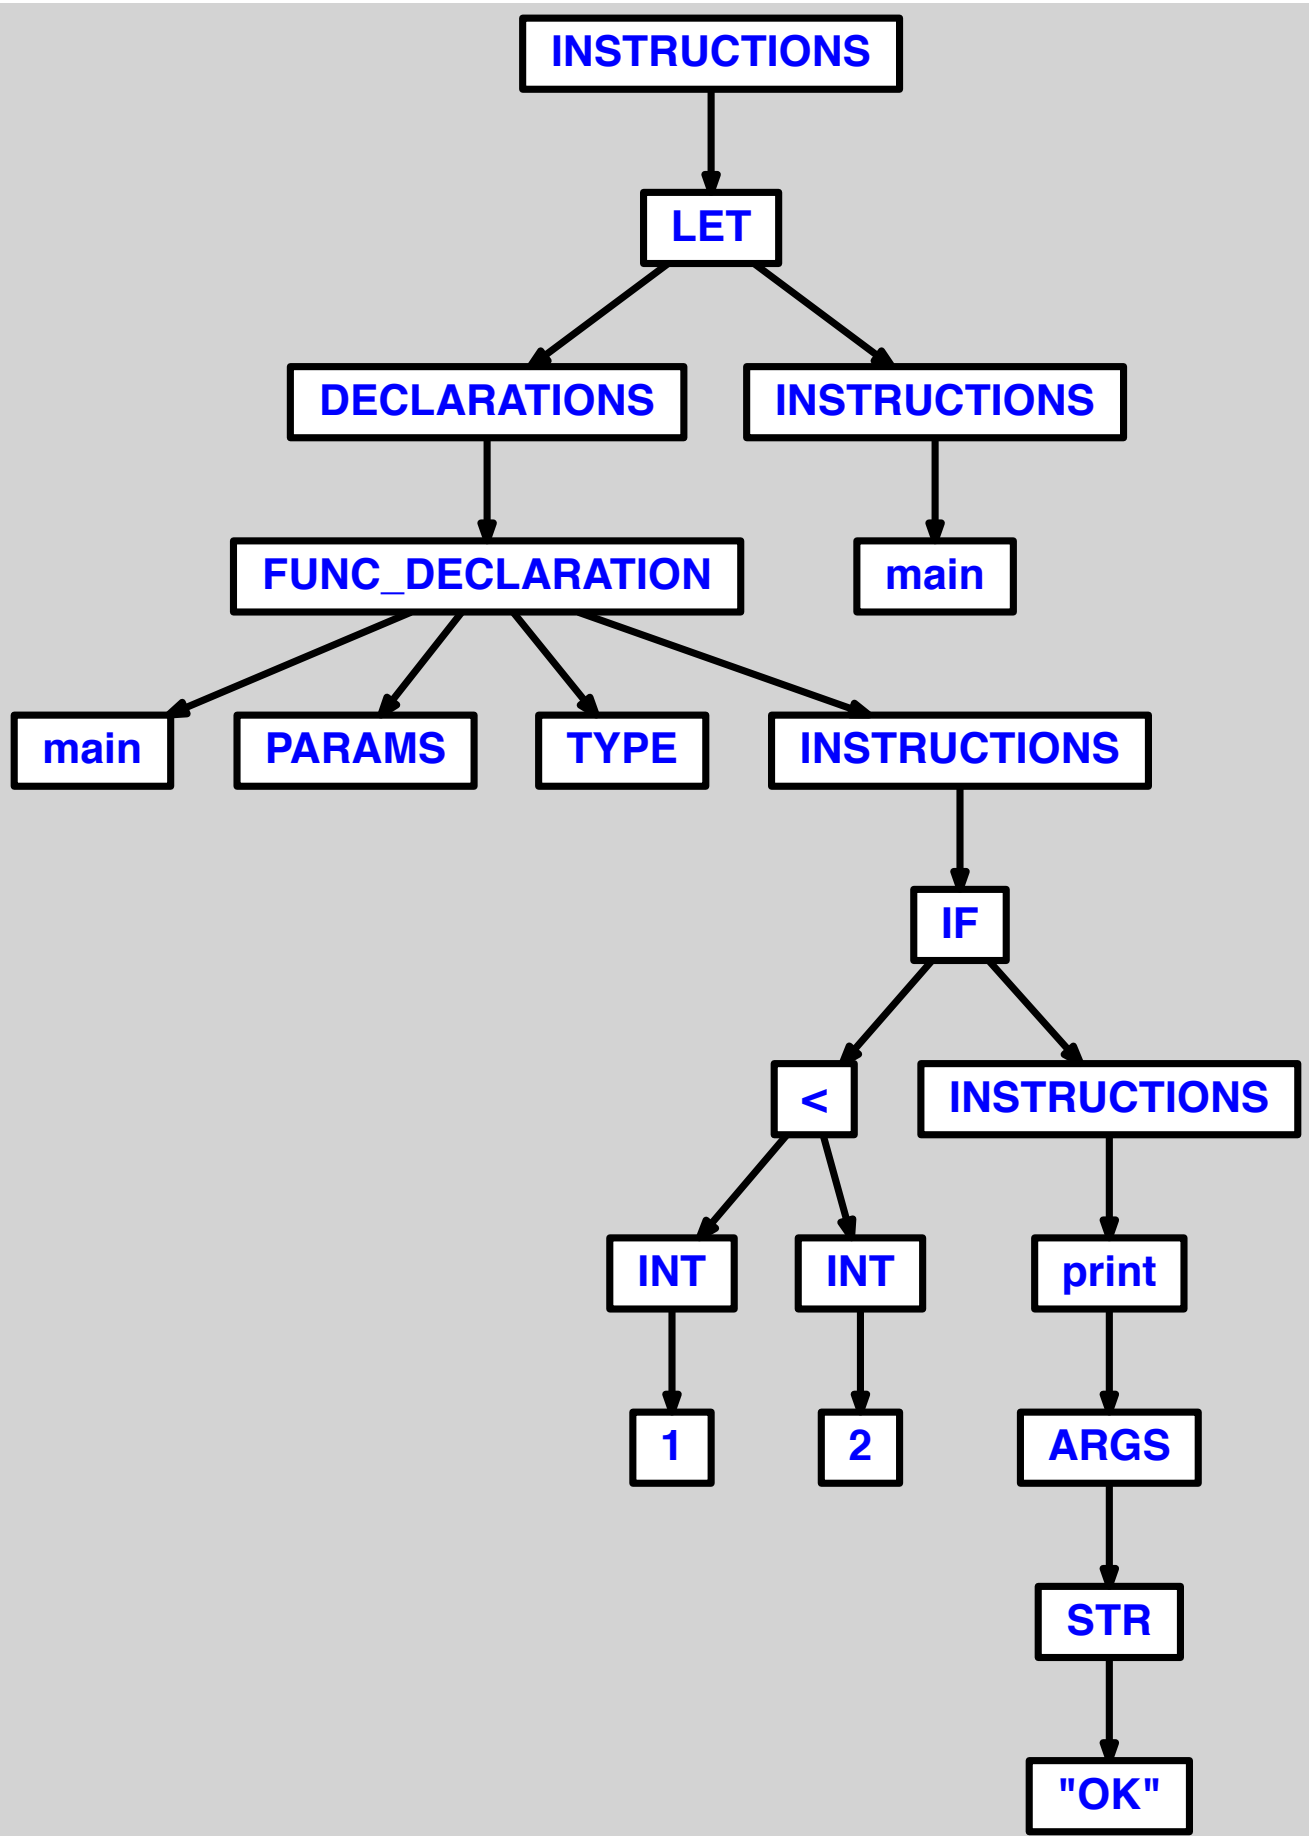 INSTRUCTIONS
LET
DECLARATIONS
INSTRUCTIONS
FUNC_DECLARATION
main
main
PARAMS
TYPE
INSTRUCTIONS
IF
<
INSTRUCTIONS
INT
INT
print
1
2
ARGS
STR
"OK"